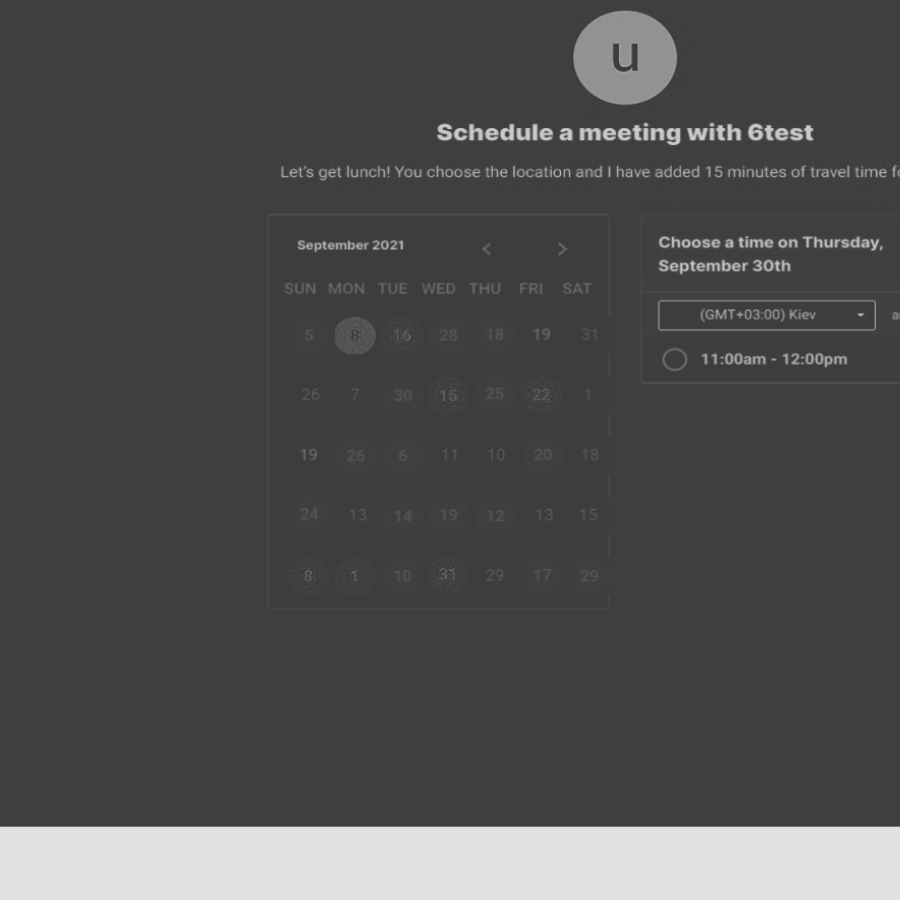 u
Schedule a meeting with 6test
Let's get lunch! You choose the location and I have added 15 minutes of travel time
September 2021
SUN MON TUE WED THU FRI SAT
5 8 16 28 18 19 31
26 7 30 15 25 22 1
19 26 6 11 10 20 18
24 13 14 19 12 13 15
8 1 10 31 29 17 29
Choose a time on Thursday,
September 30th
(GMT+03:00) Kiev
11:00am - 12:00pm